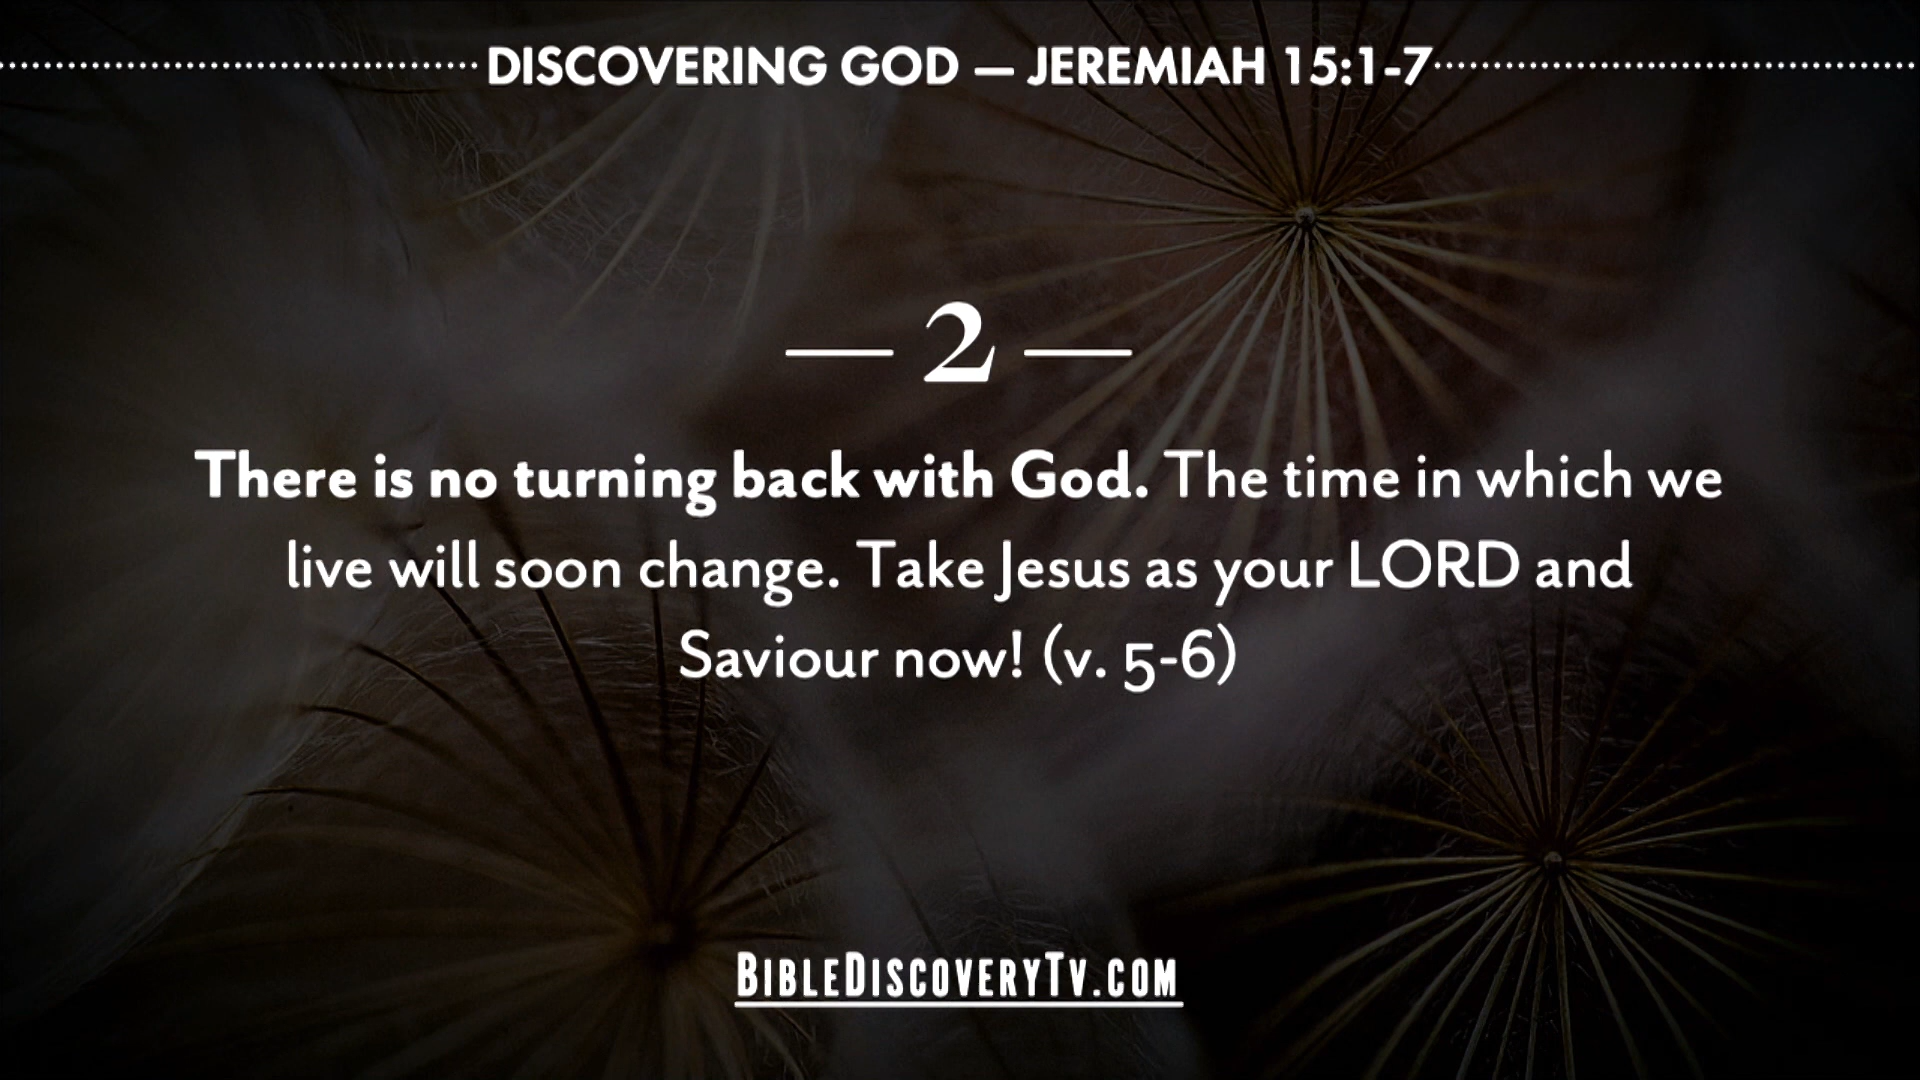 DISCOVERING GOD — JEREMIAH 15:1-7
— 2 —
There is no turning back with God. The time in which we
live will soon change. Take Jesus as your LORD and
Saviour now! (v. 5-6)
BIBLEDISCOVERYTV.COM